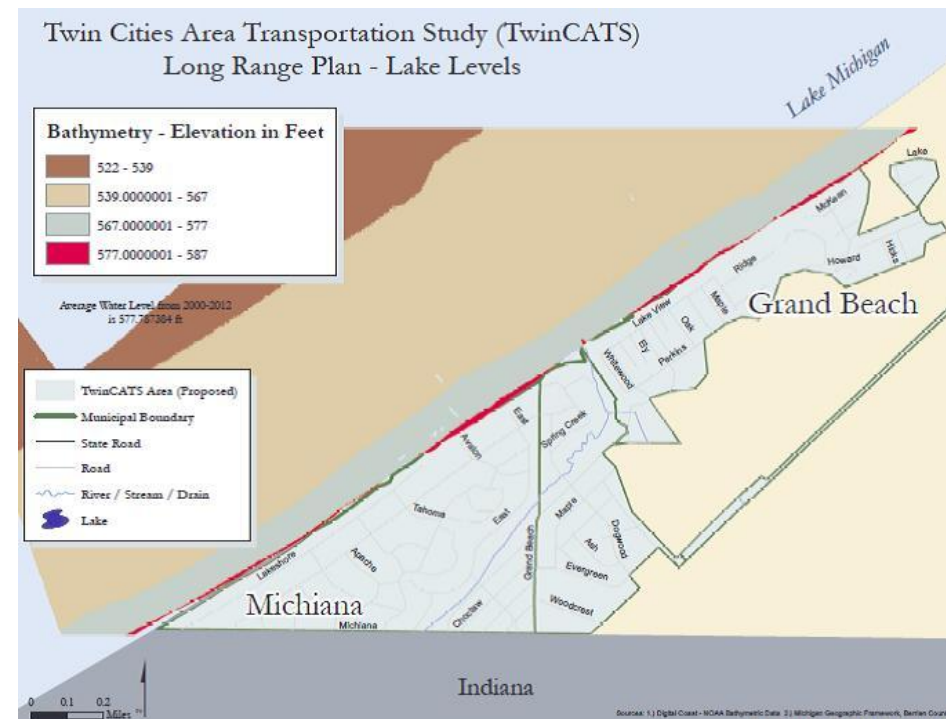 Twin Cities Area Transportation Study (TwinCATS)
Long Range Plan - Lake Levels
Lake Michigan
Bathymetry - Elevation in Feet
522 - 539
539.0000001 - 567
567.0000001 - 577
577.0000001 - 587
Average Water Level from 2000-2012
is 577.787384 ft
TwinCATS Area (Proposed)
Municipal Boundary
State Road
Road
River / Stream / Drain
Lake
Lake
McKean
Hicks
Howard
Ridge
Grand Beach
Maple
Lake View
Oak
By
Perkins
Whitewood
East
Spring Creek
Avalon
Tahoma
East
Maple
Dogwood
Ash
Grand Beach
Apache
Lakeshore
Evergreen
Woodcrest
Choctaw
Michiana
Michiana
Indiana
0 0.1 0.2
Miles
Sources: 1.) Digital Coast - NOAA Bathymetric Data 2.) Michigan Geographic Framework, Berrien Coun